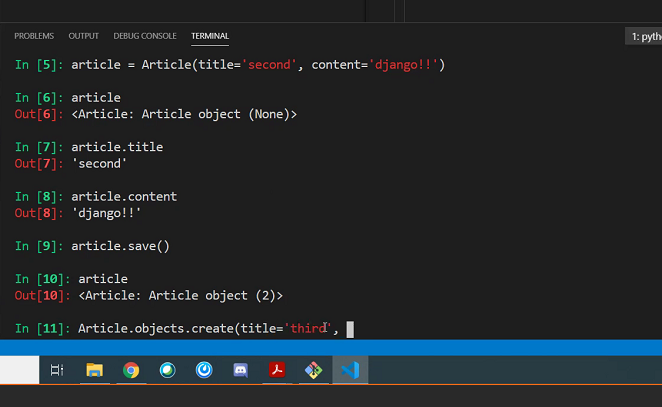 PROBLEMS OUTPUT DEBUG CONSOLE TERMINAL 1: pytho
In [5]: article = Article(title='second', content='django!!')
In [6]: article
Out[6]: <Article: Article object (None)>
In [7]: article.title
Out[7]: 'second'
In [8]: article.content
Out[8]: 'django!!'
In [9]: article.save()
In [10]: article
Out[10]: <Article: Article object (2)>
In [11]: Article.objects.create(title='third',